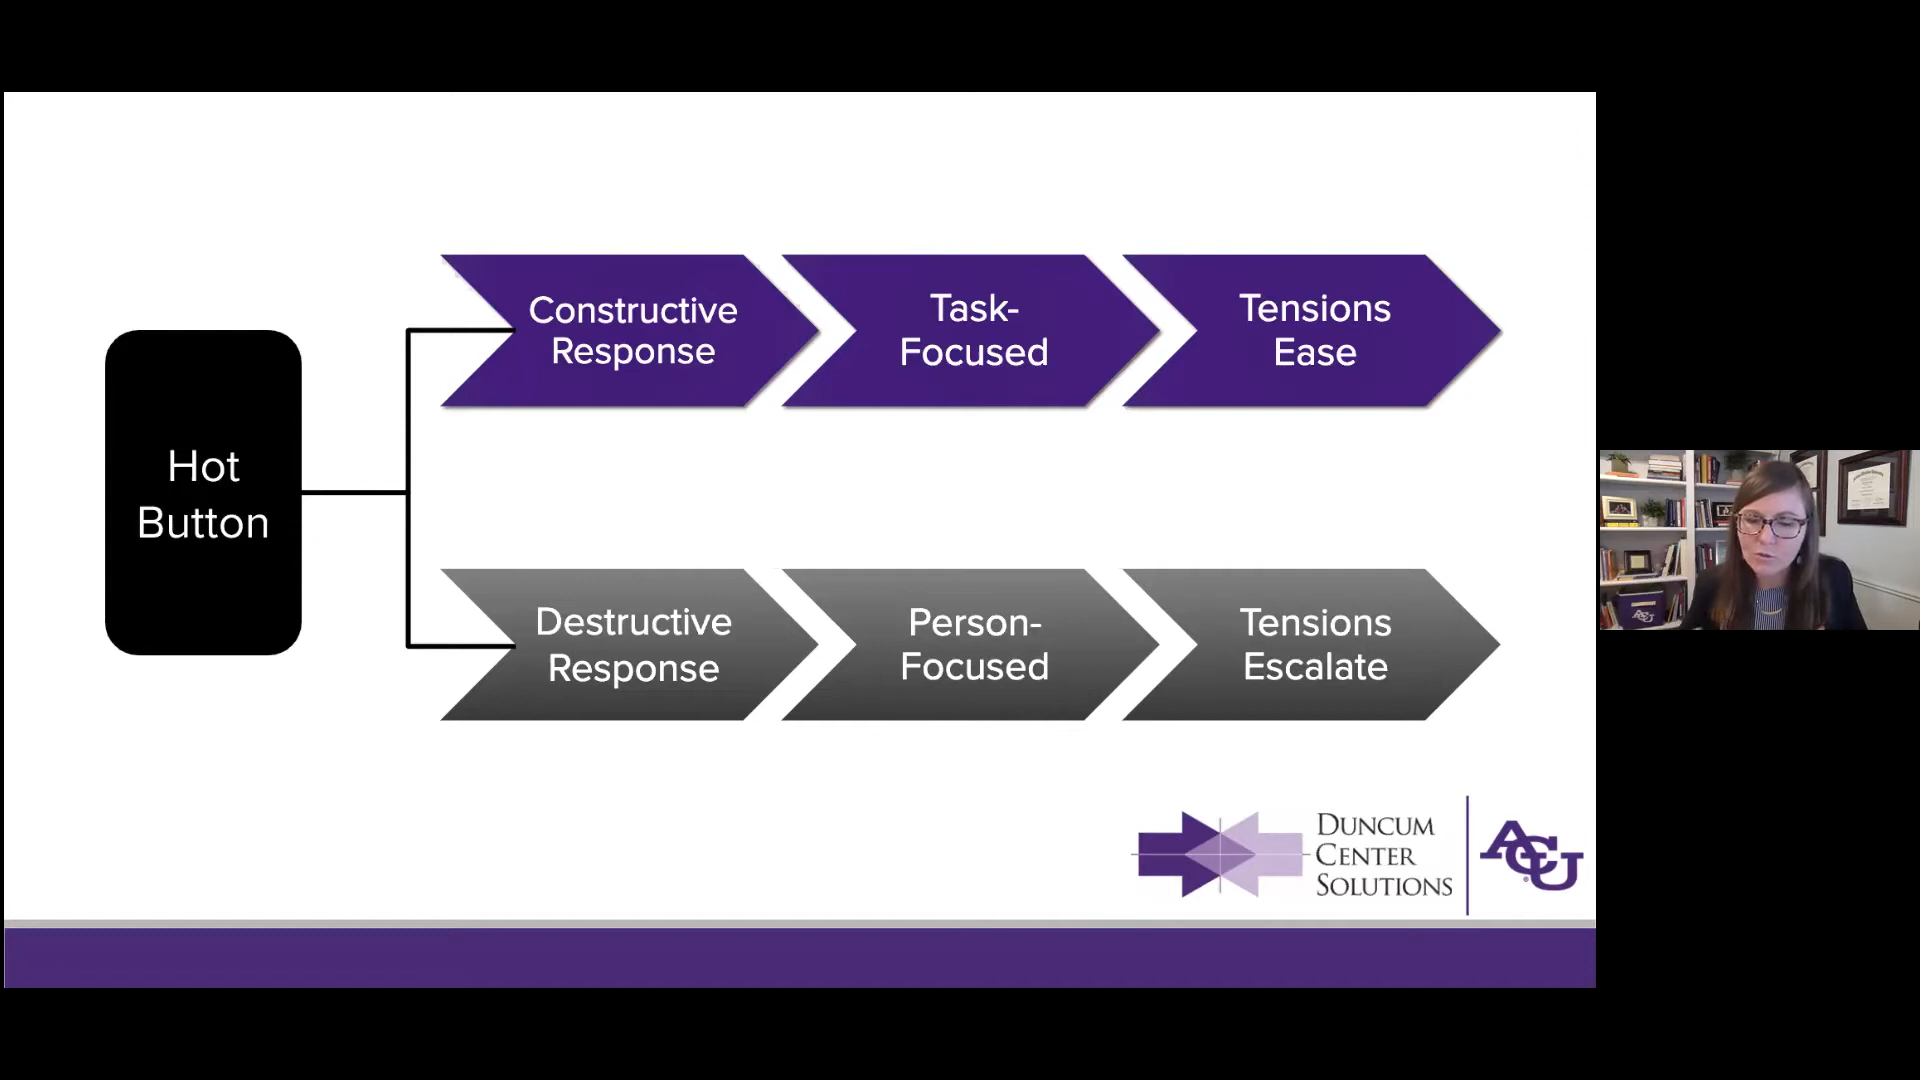 Hot
Button
Constructive
Response
Task-
Focused
Tensions
Ease
Destructive
Response
Person-
Focused
Tensions
Escalate
DUNCUM
CENTER
SOLUTIONS
ACU